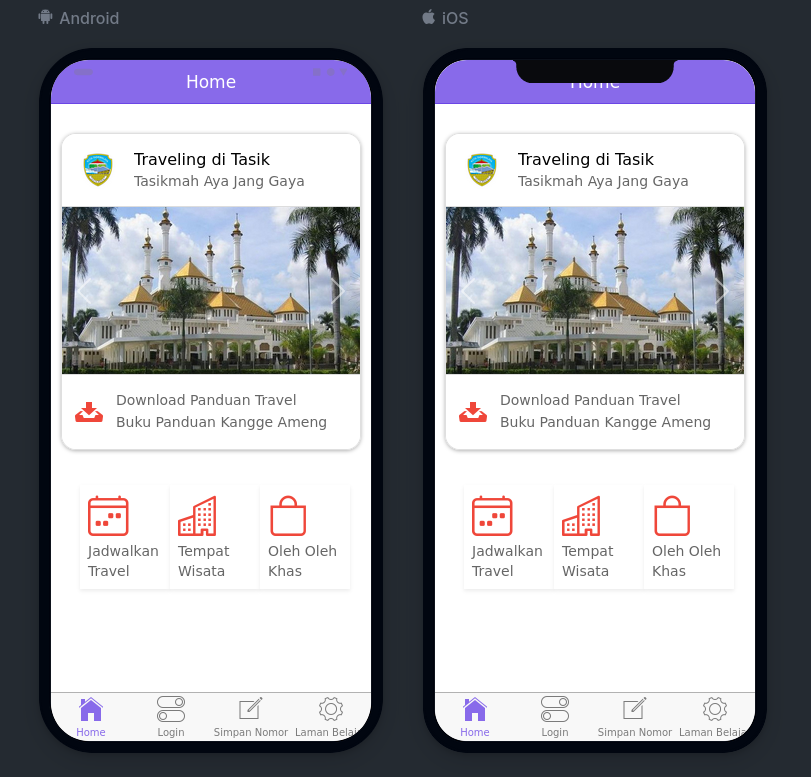 Android
Home
Traveling di Tasik
Tasikmah Aya Jang Gaya
Download Panduan Travel
Buku Panduan Kangge Ameng
Jadwalkan Travel
Tempat Wisata
Oleh Oleh Khas
Home
Login
Simpan Nomor
Laman Belaj
iOS
Home
Traveling di Tasik
Tasikmah Aya Jang Gaya
Download Panduan Travel
Buku Panduan Kangge Ameng
Jadwalkan Travel
Tempat Wisata
Oleh Oleh Khas
Home
Login
Simpan Nomor
Laman Belaja